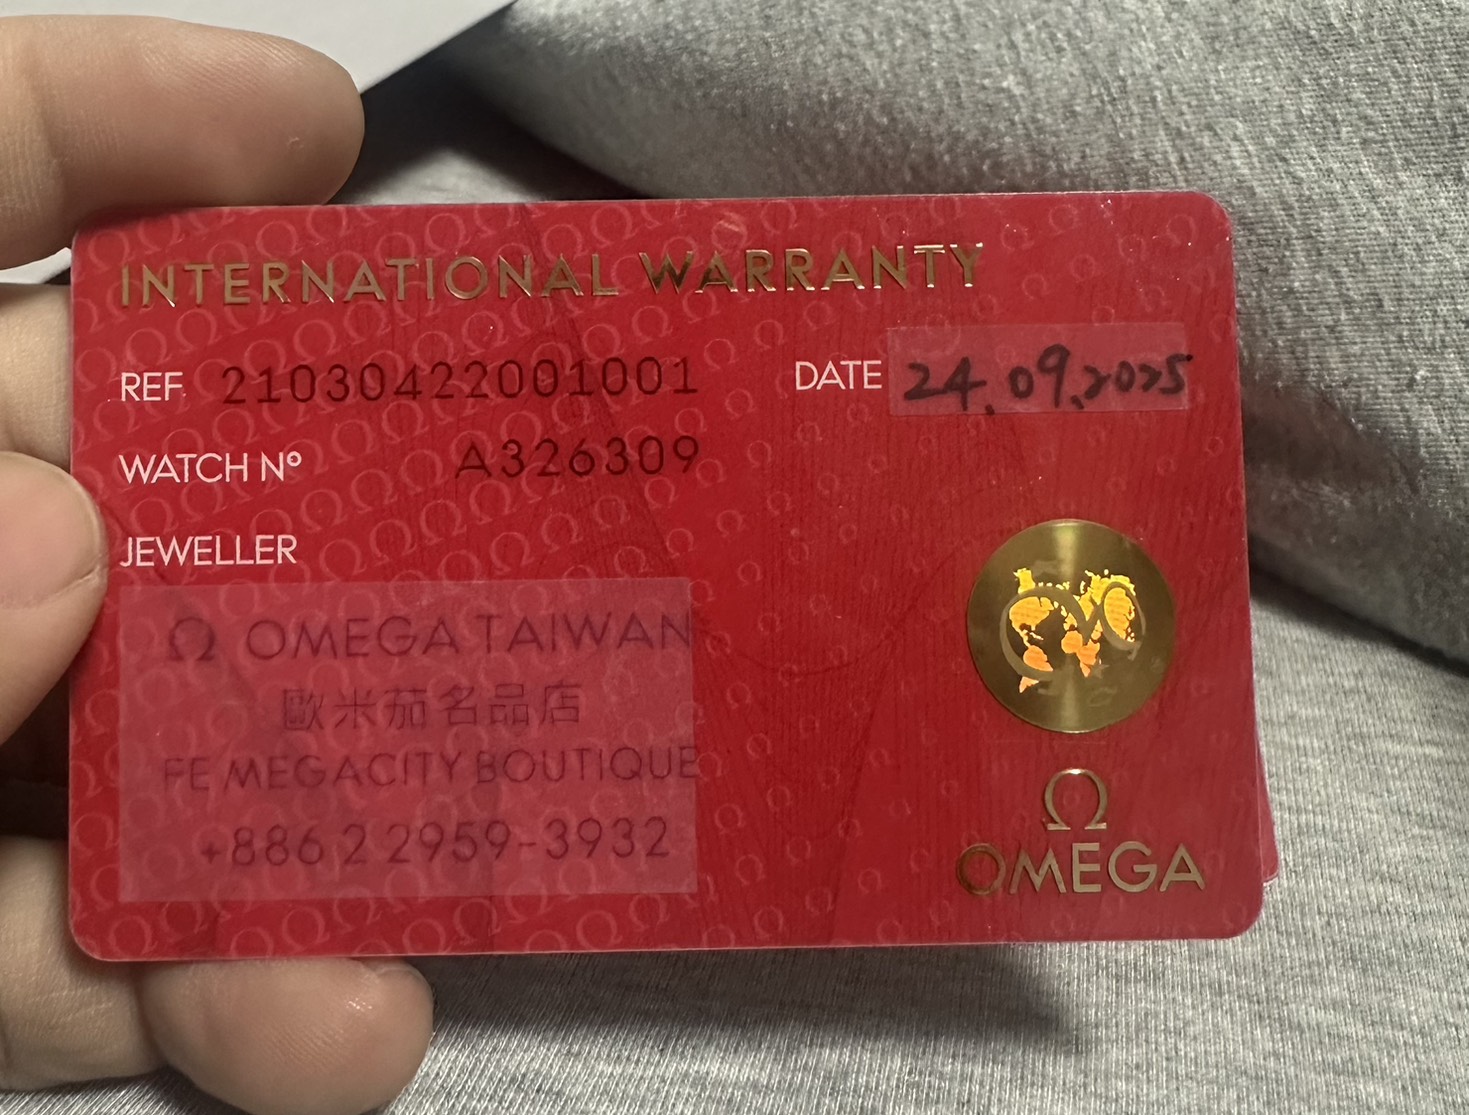 INTERNATIONAL WARRANTY
REF. 21030422001001
DATE 24.09.2025
WATCH Nº A326309
JEWELLER
Ω OMEGA TAIWAN
歐米茄名品店
FE MEGACITY BOUTIQUE
+886 2 2959-3932
Ω
OMEGA